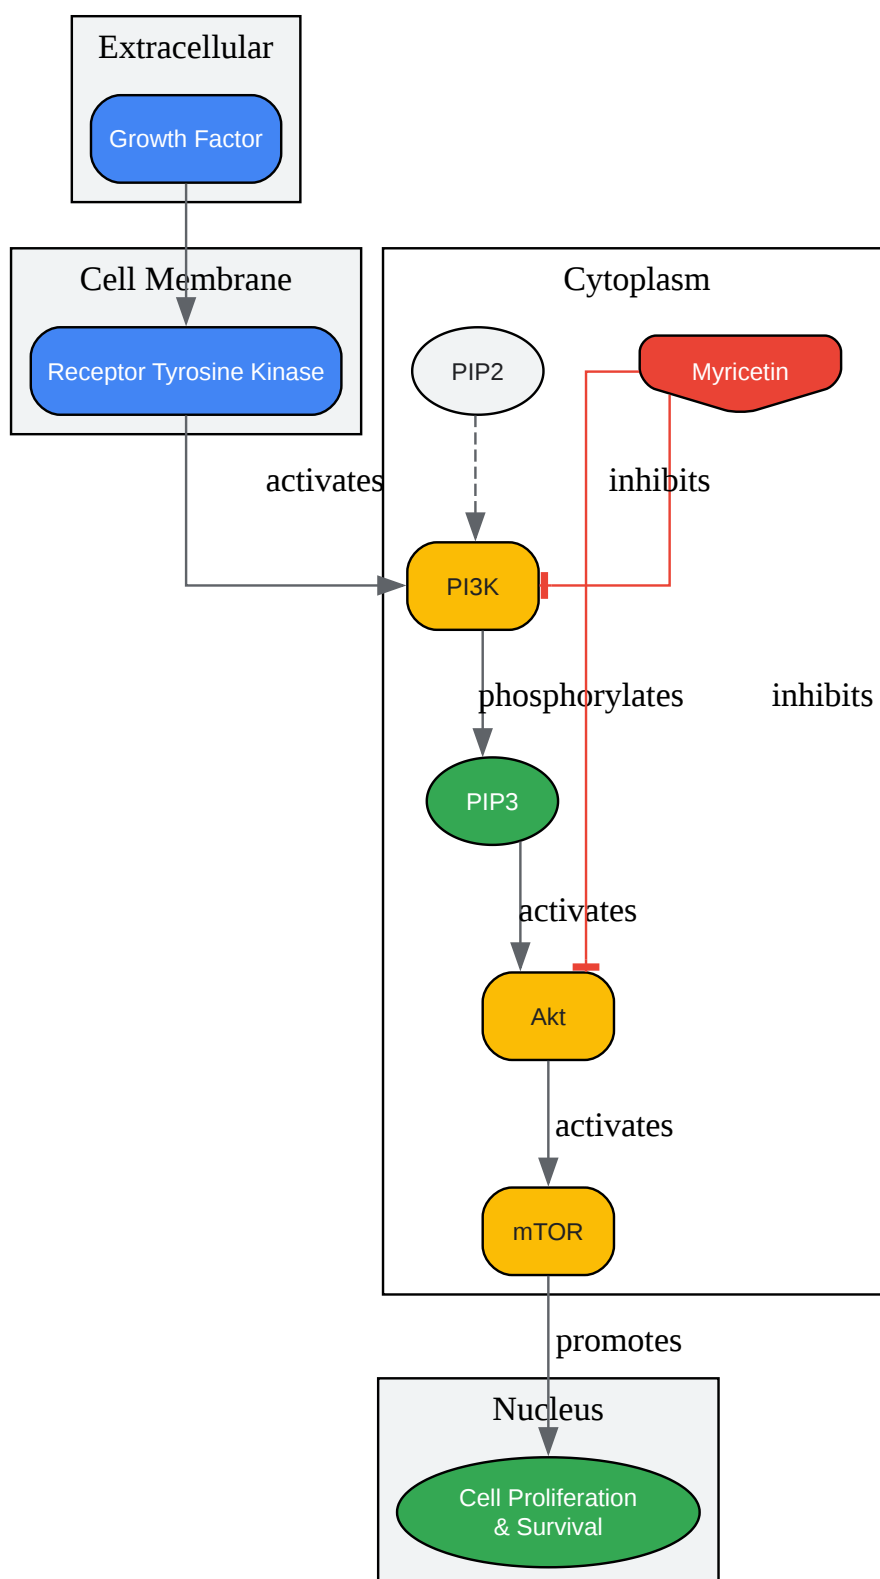 Extracellular
Growth Factor
Cell Membrane
Cytoplasm
Receptor Tyrosine Kinase
PIP2
Myricetin
activates
inhibits
PI3K
phosphorylates
inhibits
PIP3
activates
Akt
activates
mTOR
promotes
Nucleus
Cell Proliferation
& Survival